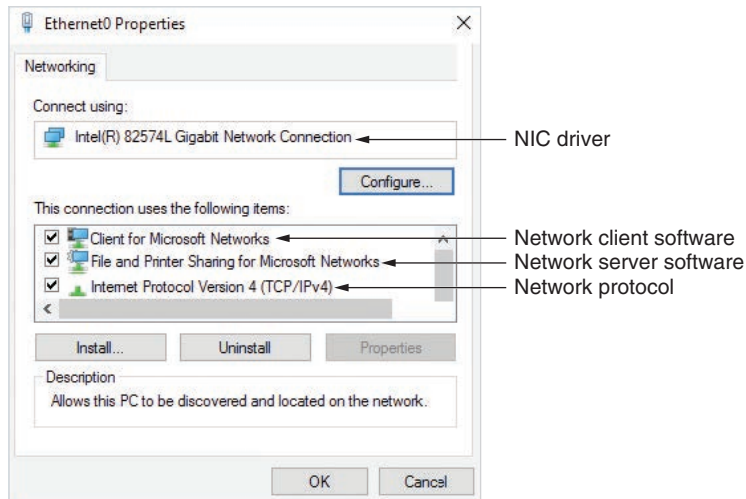 Ethernet0 Properties
Networking
Connect using:
Intel(R) 82574L Gigabit Network Connection
NIC driver
Configure...
This connection uses the following items:
Client for Microsoft Networks
Network client software
File and Printer Sharing for Microsoft Networks
Network server software
Internet Protocol Version 4 (TCP/IPv4)
Network protocol
Install...
Uninstall
Properties
Description
Allows this PC to be discovered and located on the network.
OK
Cancel